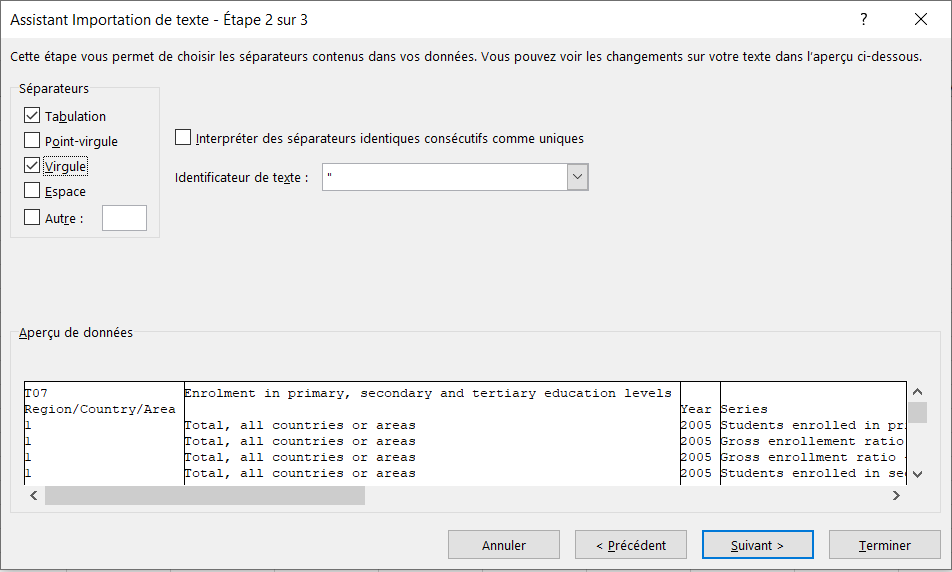 Assistant Importation de texte - Étape 2 sur 3 ?
Cette étape vous permet de choisir les séparateurs contenus dans vos données. Vous pouvez voir les changements sur votre texte dans l'aperçu ci-dessous.
Séparateurs
Tabulation
Point-virgule
Virgule
Espace
Autre :
Interpréter des séparateurs identiques consécutifs comme uniques
Identificateur de texte : "
Aperçu de données
T07 Enrolment in primary, secondary and tertiary education levels
Region/Country/Area Year Series
1 Total, all countries or areas 2005 Students enrolled in pr
1 Total, all countries or areas 2005 Gross enrollement ratio
1 Total, all countries or areas 2005 Gross enrollment ratio
1 Total, all countries or areas 2005 Students enrolled in se
Annuler < Précédent Suivant > Terminer